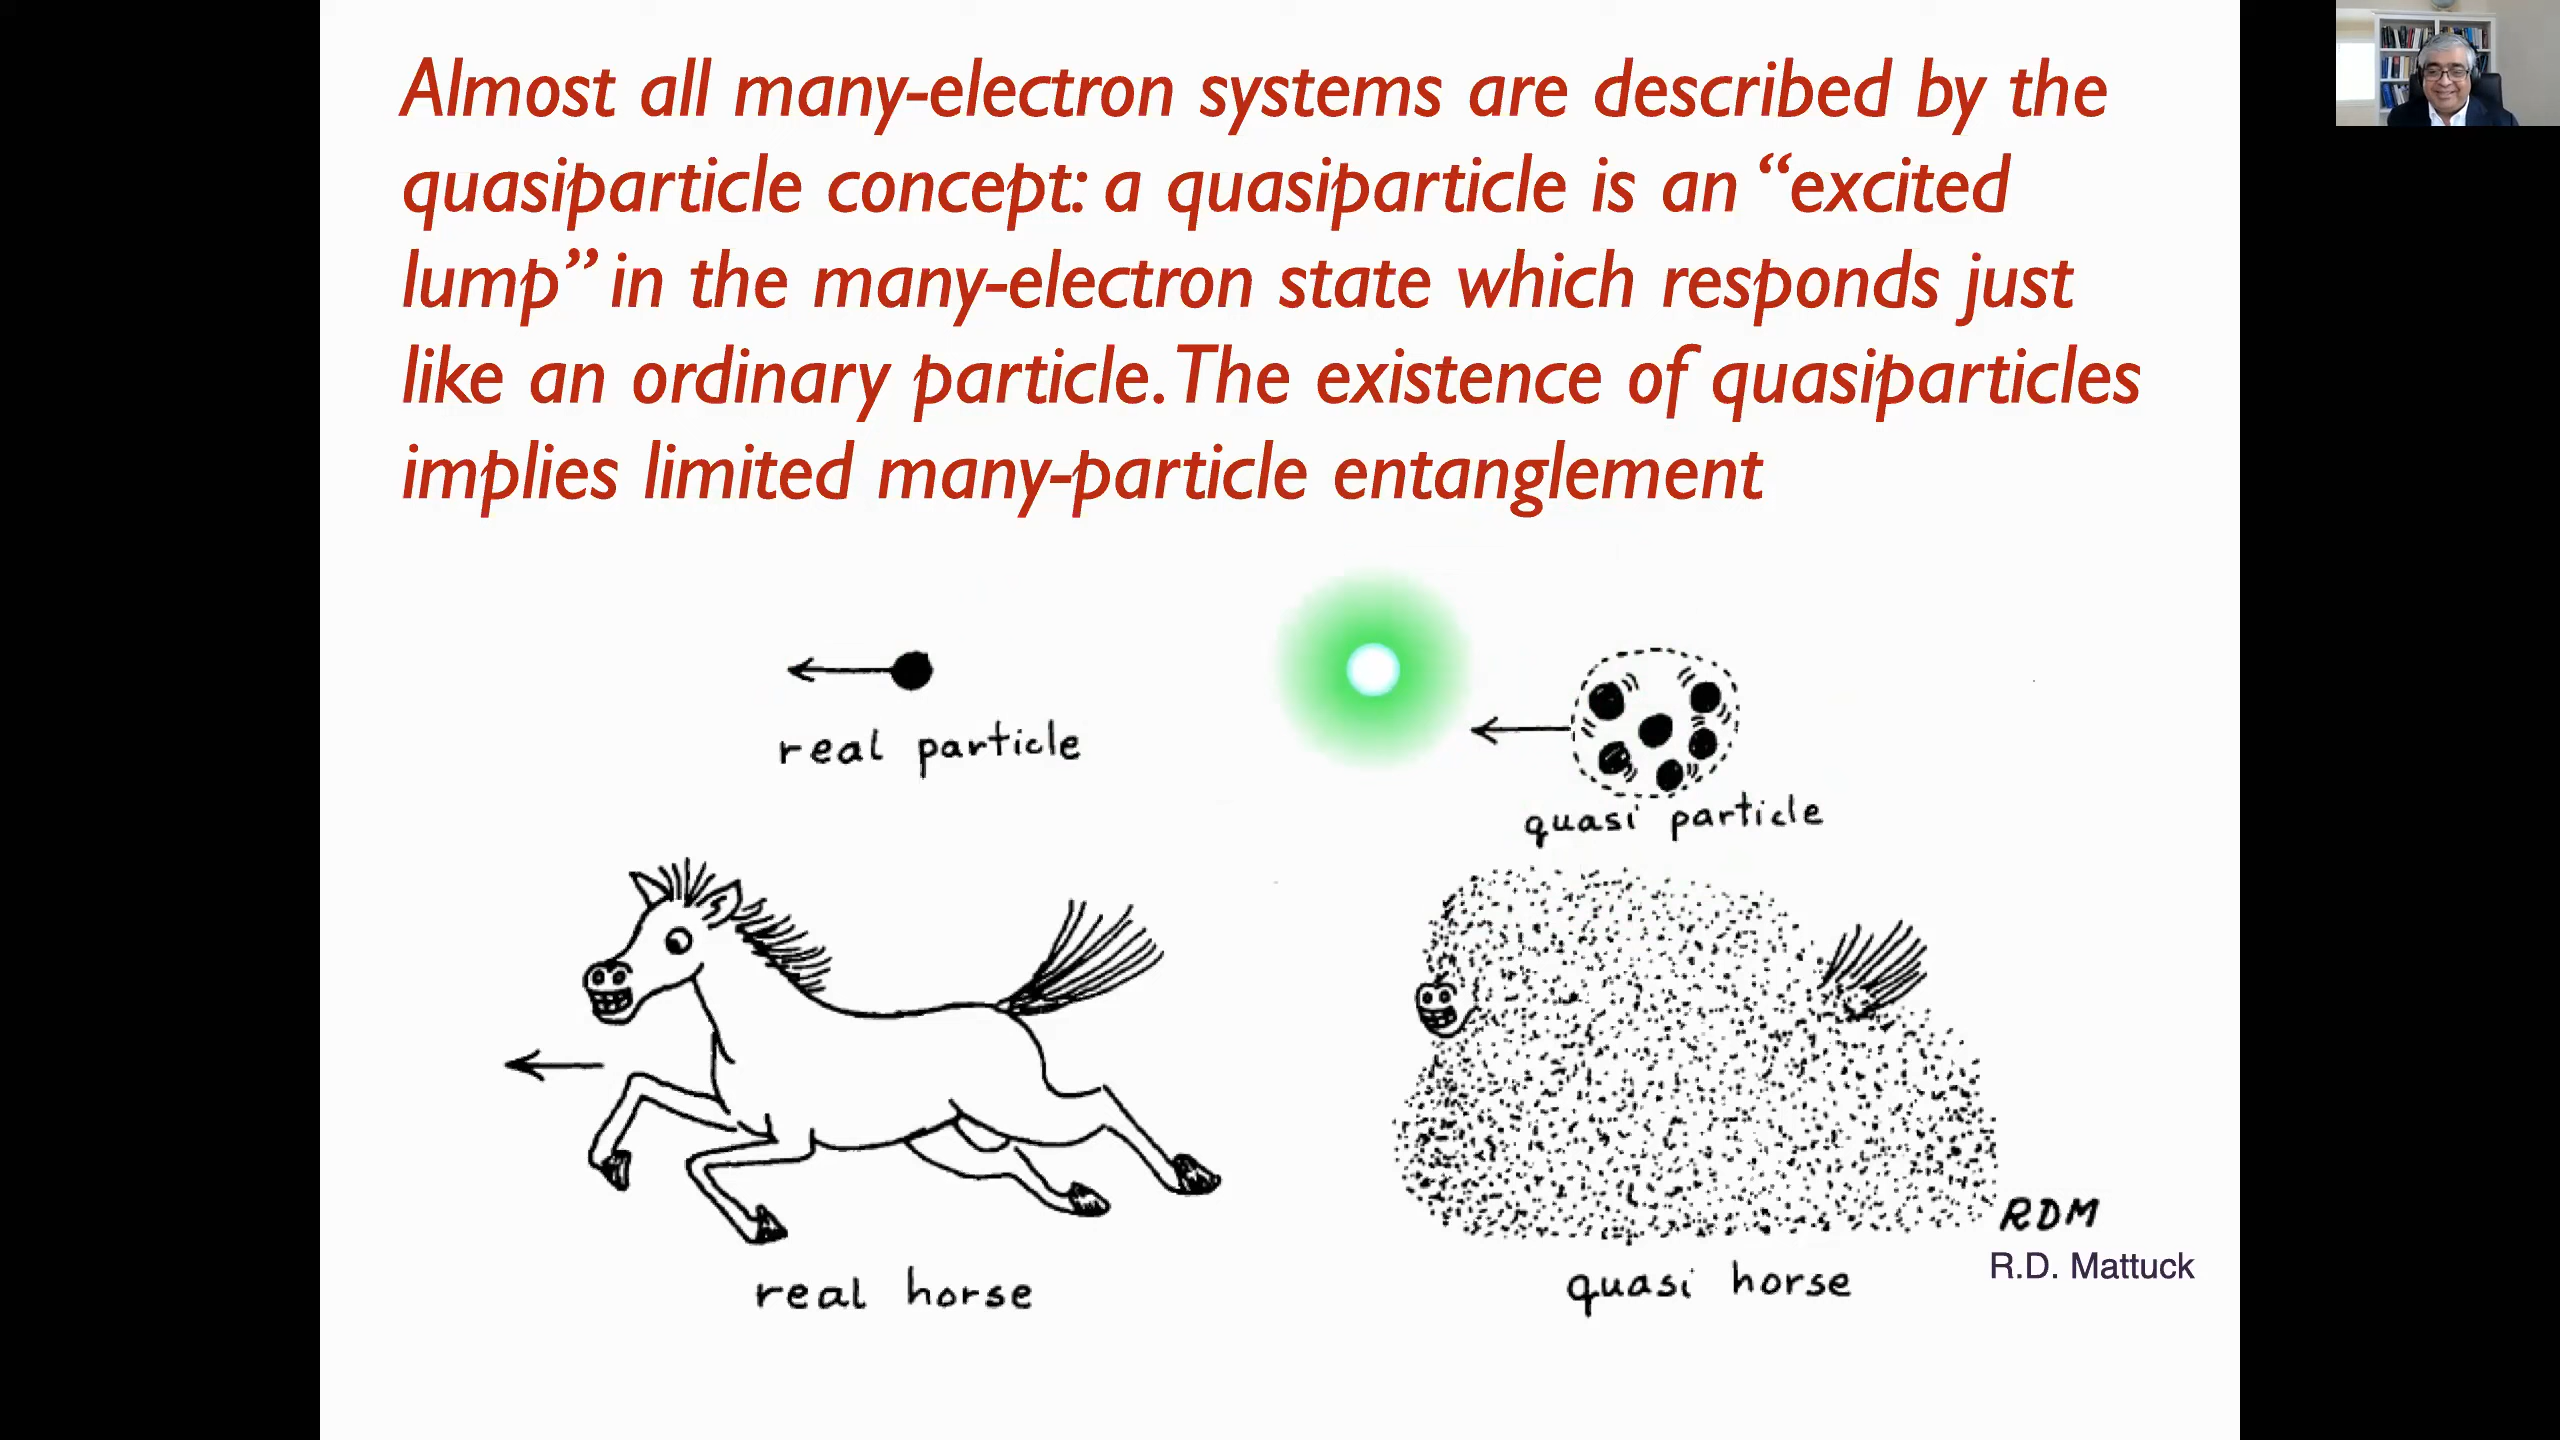 Almost all many-electron systems are described by the
quasiparticle concept: a quasiparticle is an “excited
lump” in the many-electron state which responds just
like an ordinary particle. The existence of quasiparticles
implies limited many-particle entanglement
real particle
quasi particle
real horse
quasi horse
RDM
R.D. Mattuck